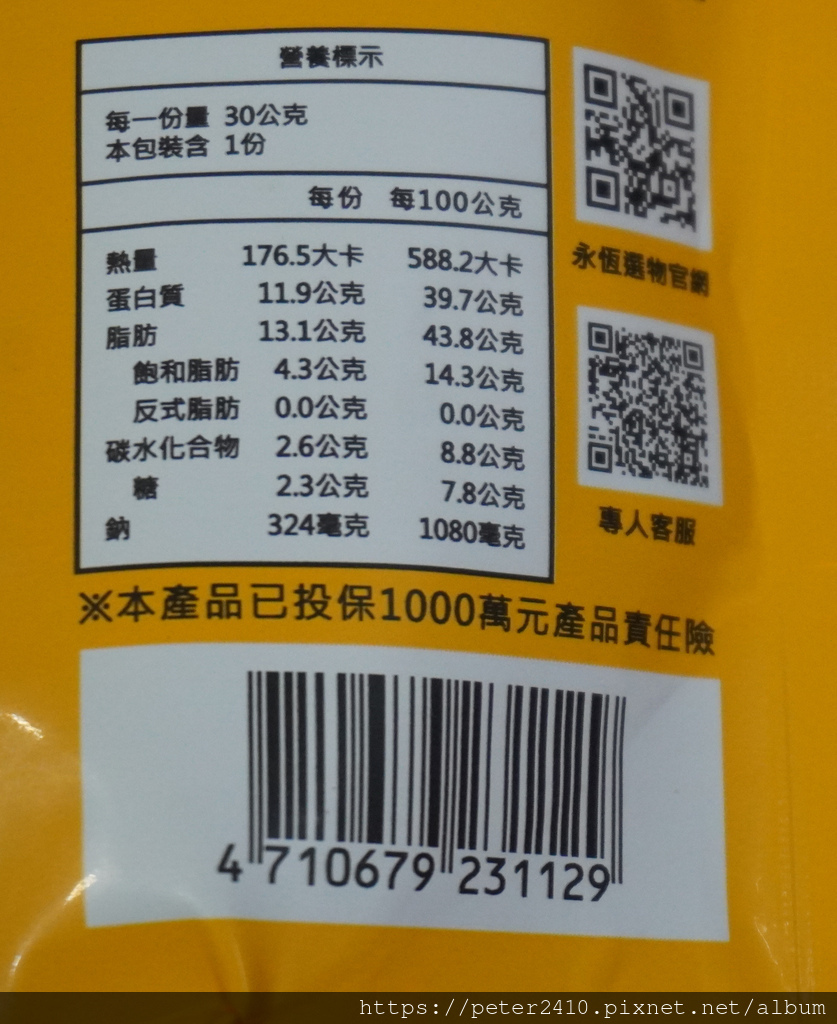 營養標示
每一份量 30公克
本包裝含 1份
每份 每100公克
熱量 176.5大卡 588.2大卡
蛋白質 11.9公克 39.7公克
脂肪 13.1公克 43.8公克
飽和脂肪 4.3公克 14.3公克
反式脂肪 0.0公克 0.0公克
碳水化合物 2.6公克 8.8公克
糖 2.3公克 7.8公克
鈉 324毫克 1080毫克
永恆選物官網
專人客服
※本產品已投保1000萬元產品責任險
4 710679 231129
https://peter2410.pixnet.net/album